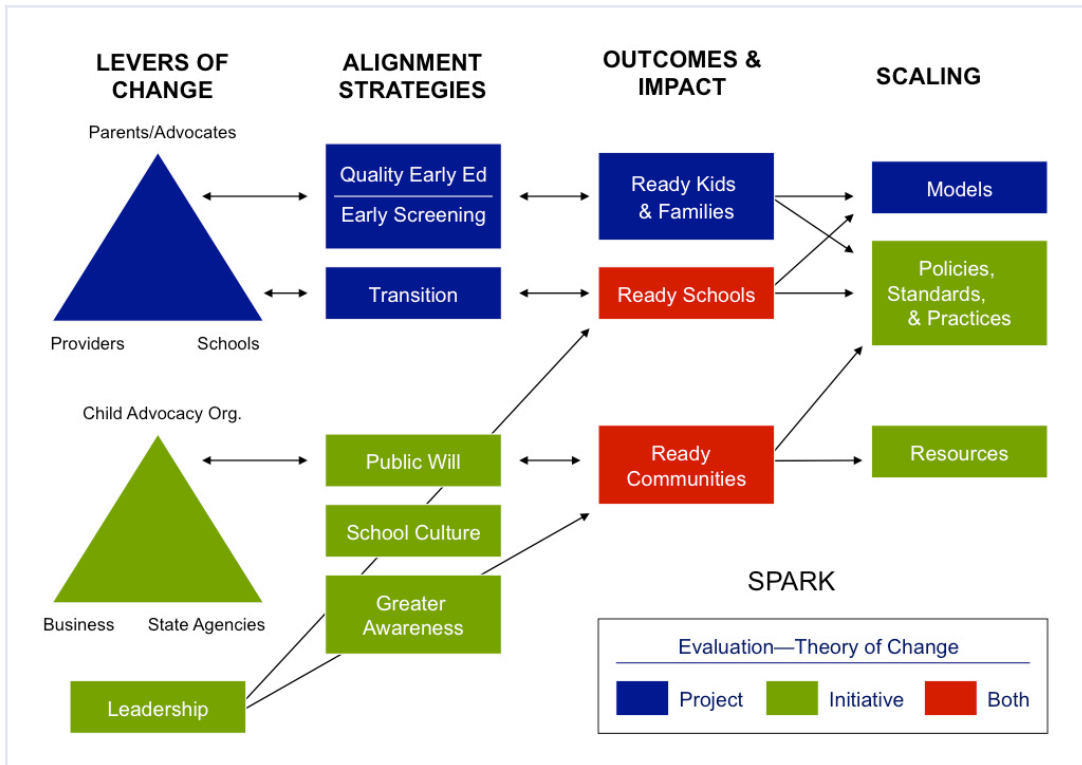 LEVERS OF
CHANGE
ALIGNMENT
STRATEGIES
OUTCOMES &
IMPACT
SCALING
Parents/Advocates
Providers
Schools
Quality Early Ed
Early Screening
Transition
Ready Kids
& Families
Ready Schools
Models
Policies,
Standards,
& Practices
Child Advocacy Org.
Business
State Agencies
Leadership
Public Will
School Culture
Greater
Awareness
Ready
Communities
Resources
SPARK
Evaluation—Theory of Change
Project
Initiative
Both